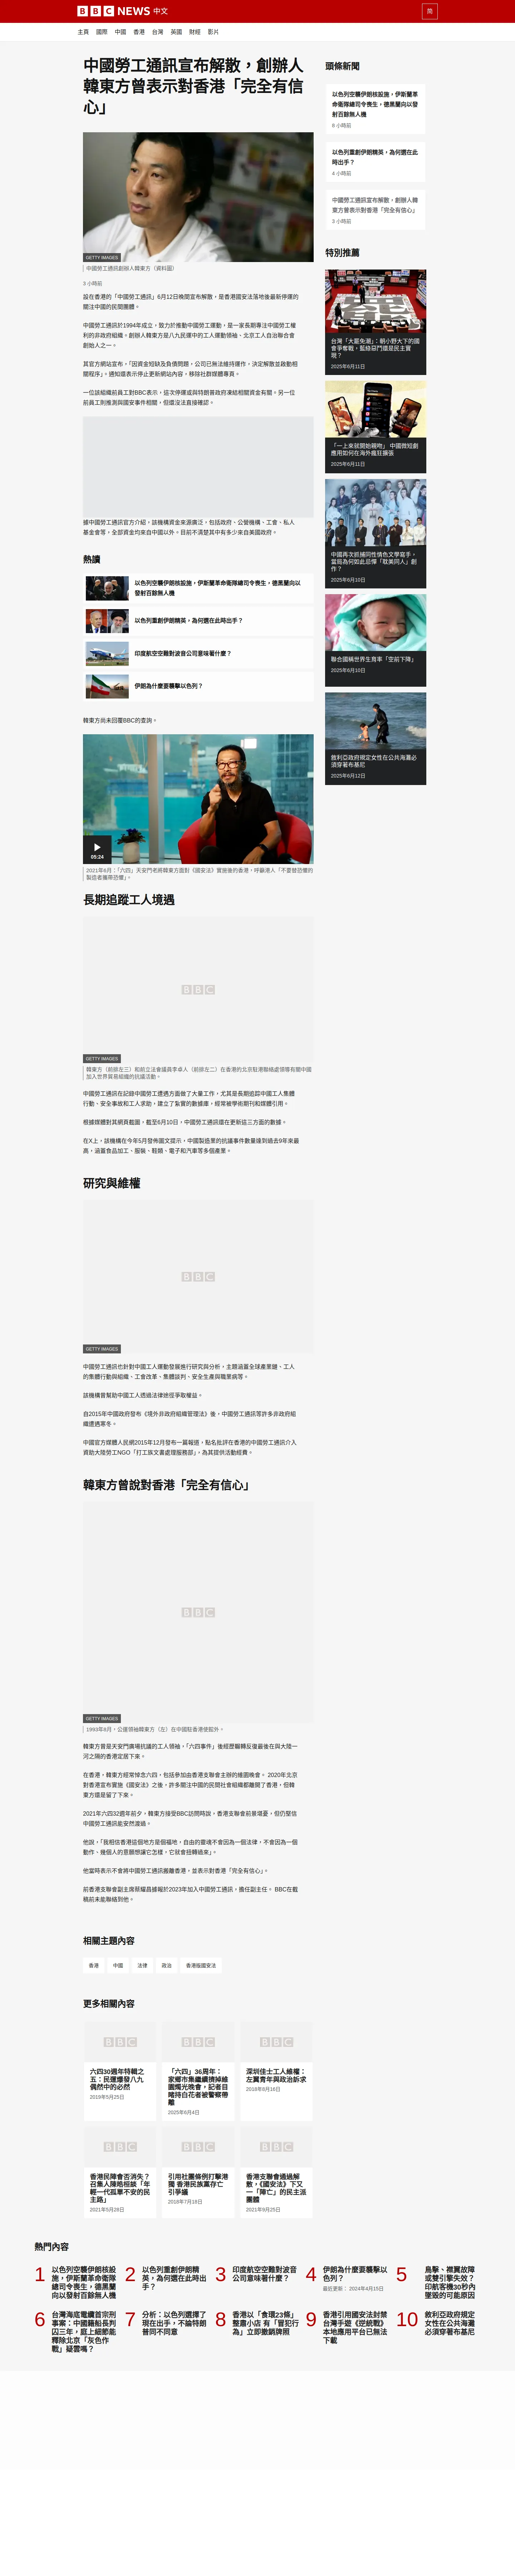 BBC NEWS 中文
简
主頁 國際 中國 香港 台灣 英國 財經 影片
中國勞工通訊宣布解散，創辦人
韓東方曾表示對香港「完全有信
心」
GETTY IMAGES
中國勞工通訊創辦人韓東方（資料圖）
3 小時前
設在香港的「中國勞工通訊」6月12日晚間宣布解散，是香港國安法落地後最新停運的
關注中國的民間團體。
中國勞工通訊於1994年成立，致力於推動中國勞工運動，是一家長期專注中國勞工權
利的非政府組織。創辦人韓東方是八九民運中的工人運動領袖、北京工人自治聯合會
創始人之一。
其官方網站宣布，「因資金短缺及負債問題，公司已無法維持運作，決定解散並啟動相
關程序」。通知還表示停止更新網站內容，移除社群媒體專頁。
一位該組織前員工對BBC表示，這次停運或與特朗普政府凍結相關資金有關。另一位
前員工則推測與國安事件相關，但還沒法直接確認。
據中國勞工通訊官方介紹，該機構資金來源廣泛，包括政府、公營機構、工會、私人
基金會等，全部資金均來自中國以外。目前不清楚其中有多少來自美國政府。
熱讀
以色列空襲伊朗核設施，伊斯蘭革命衛隊總司令喪生，德黑蘭向以
發射百餘無人機
以色列重創伊朗精英，為何選在此時出手？
印度航空空難對波音公司意味著什麼？
伊朗為什麼要襲擊以色列？
韓東方尚未回覆BBC的查詢。
05:24
2021年6月：「六四」天安門老將韓東方面對《國安法》實施後的香港，呼籲港人「不要替恐懼的
製造者攜帶恐懼」。
長期追蹤工人境遇
BBC
GETTY IMAGES
韓東方（前排左三）和前立法會議員李卓人（前排左二）在香港的北京駐港聯絡處領導有關中國
加入世界貿易組織的抗議活動。
中國勞工通訊在記錄中國勞工遭遇方面做了大量工作，尤其是長期追踪中國工人集體
行動、安全事故和工人求助，建立了紮實的數據庫，經常被學術期刊和媒體引用。
根據媒體對其網頁截圖，截至6月10日，中國勞工通訊還在更新這三方面的數據。
在X上，該機構在今年5月發佈圖文提示，中國製造業的抗議事件數量達到過去9年來最
高，涵蓋食品加工、服裝、鞋類、電子和汽車等多個產業。
研究與維權
BBC
GETTY IMAGES
中國勞工通訊也針對中國工人運動發展進行研究與分析，主題涵蓋全球產業鏈、工人
的集體行動與組織、工會改革、集體談判、安全生產與職業病等。
該機構曾幫助中國工人透過法律途徑爭取權益。
自2015年中國政府發布《境外非政府組織管理法》後，中國勞工通訊等許多非政府組
織遭遇寒冬。
中國官方媒體人民網2015年12月發布一篇報道，點名批評在香港的中國勞工通訊介入
資助大陸勞工NGO「打工族文書處理服務部」，為其提供活動經費。
韓東方曾說對香港「完全有信心」
BBC
GETTY IMAGES
1993年8月，公運領袖韓東方（左）在中國駐香港使館外。
韓東方曾是天安門廣場抗議的工人領袖，「六四事件」後經歷輾轉反復最後在與大陸一
河之隔的香港定居下來。
在香港，韓東方經常悼念六四，包括參加由香港支聯會主辦的維園晚會。 2020年北京
對香港宣布實施《國安法》之後，許多關注中國的民間社會組織都離開了香港，但韓
東方還是留了下來。
2021年六四32週年前夕，韓東方接受BBC訪問時說，香港支聯會前景堪憂，但仍堅信
中國勞工通訊能安然渡過。
他說，「我相信香港這個地方是個福地，自由的靈魂不會因為一個法律，不會因為一個
動作、幾個人的意願想讓它怎樣，它就會扭轉過來」。
他當時表示不會將中國勞工通訊搬離香港，並表示對香港「完全有信心」。
前香港支聯會副主席蔡耀昌據報於2023年加入中國勞工通訊，擔任副主任。 BBC在截
稿前未能聯絡到他。
相關主題內容
香港 中國 法律 政治 香港版國安法
更多相關內容
BBC BBC BBC
六四30週年特輯之
五：民運爆發八九
偶然中的必然
2019年5月25日
「六四」36周年：
家鄉市集繼續擠掉維
園燭光晚會，記者目
睹持白花者被警察帶
離
2025年6月4日
深圳佳士工人維權：
左翼青年與政治訴求
2018年8月16日
BBC BBC BBC
香港民陣會否消失？
召集人陳皓桓談「年
輕一代孤單不安的民
主路」
2021年5月28日
引用社團條例打擊港
獨 香港民族黨存亡
引爭議
2018年7月18日
香港支聯會通過解
散，《國安法》下又
一「陣亡」的民主派
團體
2021年9月25日
頭條新聞
以色列空襲伊朗核設施，伊斯蘭革
命衛隊總司令喪生，德黑蘭向以發
射百餘無人機
6 小時前
以色列重創伊朗精英，為何選在此
時出手？
4 小時前
中國勞工通訊宣布解散，創辦人韓
東方曾表示對香港「完全有信心」
3 小時前
特別推薦
台灣「大罷免潮」：朝小野大下的國
會爭奪戰，藍綠惡鬥還是民主實
現？
2025年6月11日
「一上來就開始親吻」 中國微短劇
應用如何在海外瘋狂擴張
2025年6月11日
中国再次抓捕同性情色文學寫手，
當局為何如此忌憚「耽美同人」創
作？
2025年6月10日
聯合國稱世界生育率「空前下降」
2025年6月10日
敘利亞政府規定女性在公共海灘必
須穿著布基尼
2025年6月12日
熱門內容
1 以色列空襲伊朗核設
施，伊斯蘭革命衛隊
總司令喪生，德黑蘭
向以發射百餘無人機
2 以色列重創伊朗精
英，為何選在此時出
手？
3 印度航空空難對波音
公司意味著什麼？
4 伊朗為什麼要襲擊以
色列？
最近更新： 2024年4月15日
5 鳥擊、襟翼故障
或雙引擎失效？
印航客機30秒內
墜毀的可能原因
6 台灣海底電纜首宗刑
事案：中國籍船長判
囚三年，庭上細節能
釋除北京「灰色作
戰」疑雲嗎？
7 分析：以色列選擇了
現在出手，不論特朗
普同不同意
8 香港以「食環23條」
整肅小店 有「冒犯行
為」立即撤銷牌照
9 香港引用國安法封禁
台灣手遊《逆統戰》
本地應用平台已無法
下載
10 敘利亞政府規定
女性在公共海灘
必須穿著布基尼